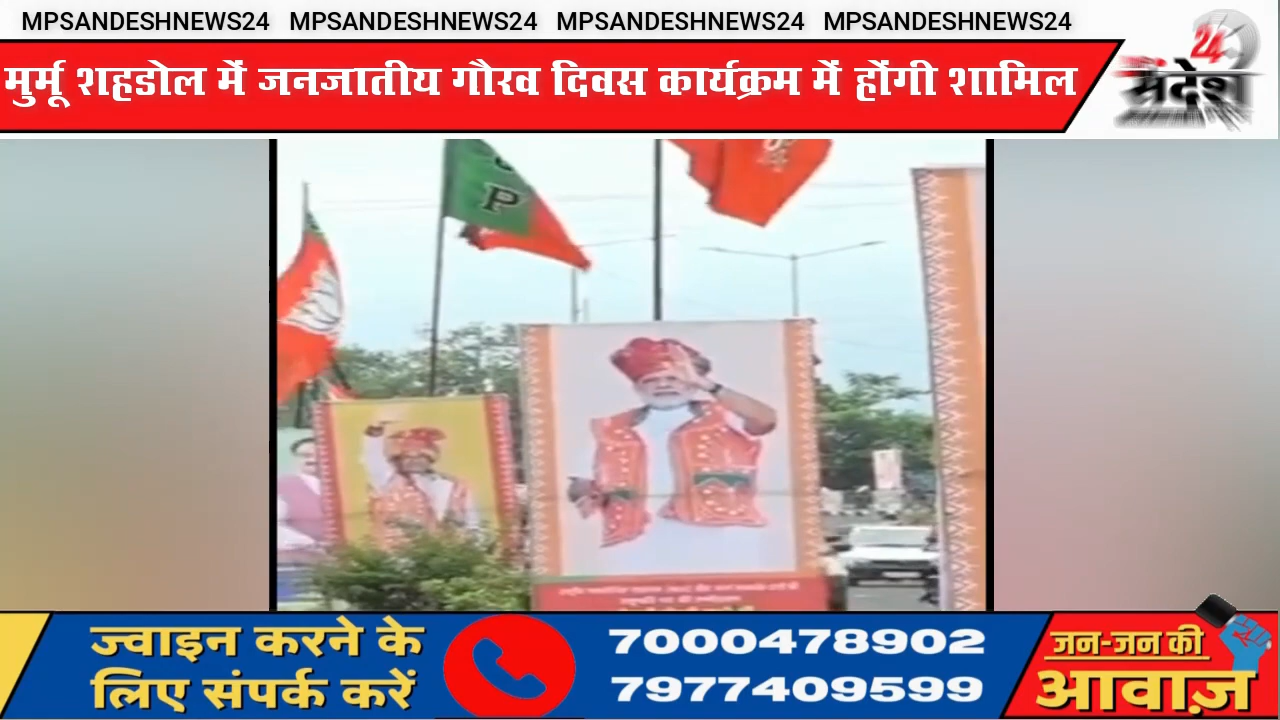 MPSANDESHNEWS24 MPSANDESHNEWS24 MPSANDESHNEWS24 MPSANDESHNEWS24
मुर्मू शहडोल में जनजातीय गौरव दिवस कार्यक्रम में होंगी शामिल
24
संदेश
P
ज्वाइन करने के
लिए संपर्क करें
7000478902
7977409599
जन-जन की
आवाज़